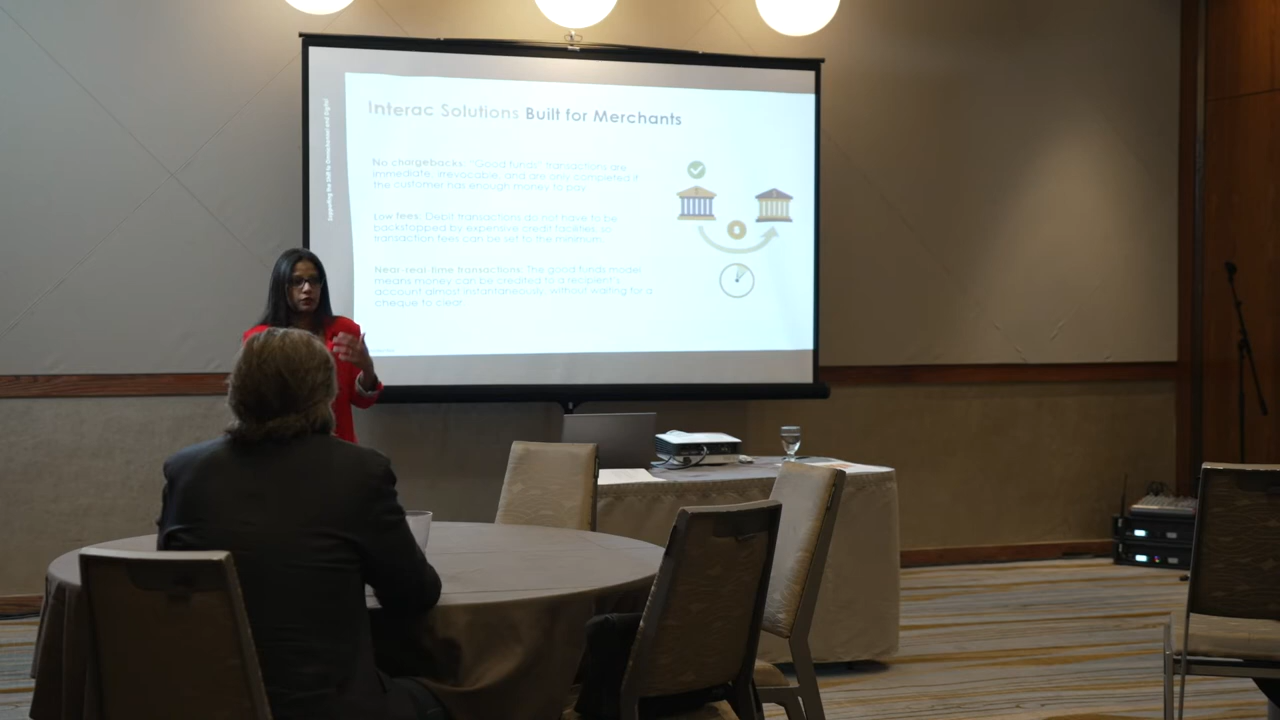 Interac Solutions Built for Merchants
No chargebacks: "Good funds" transactions are
immediate, irrevocable, and are only completed if
the customer has enough money to pay.
Low fees: Debit transactions do not have to be
backstopped by expensive credit facilities, so
transaction fees can be set to the minimum.
Near-real-time transactions: The good funds model
means money can be credited to a recipient's
account almost instantaneously, without waiting for a
cheque to clear.